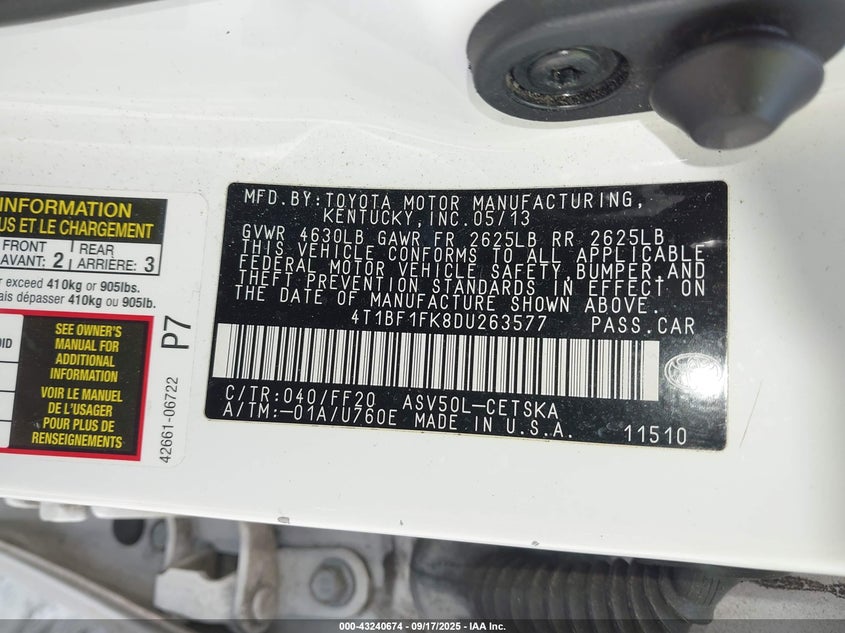 INFORMATION
US ET LE CHARGEMENT
FRONT
AVANT: 2
REAR
ARRIÈRE: 3
r exceed 410kg or 905lbs.
ais dépasser 410kg ou 905lb.
OID
SEE OWNER'S
MANUAL FOR
ADDITIONAL
INFORMATION
VOIR LE MANUEL
DE L'USAGER
POUR PLUS DE
RENSEIGNEMENTS
P7
42661-06722
MFD.BY:TOYOTA MOTOR MANUFACTURING,
KENTUCKY, INC.05/13
GVWR 4630LB GAWR FR 2625LB RR 2625LB
THIS VEHICLE CONFORMS TO ALL APPLICABLE
FEDERAL MOTOR VEHICLE SAFETY,BUMPER,AND
THEFT PREVENTION STANDARDS IN EFFECT ON
THE DATE OF MANUFACTURE SHOWN ABOVE.
4T1BF1FK8DU263577 PASS.CAR
C/TR:040/FF20 ASV50L-CETSKA
A/TM:-01A/U760E MADE IN U.S.A. 11510
000-43240674 - 09/17/2025 - IAA Inc.